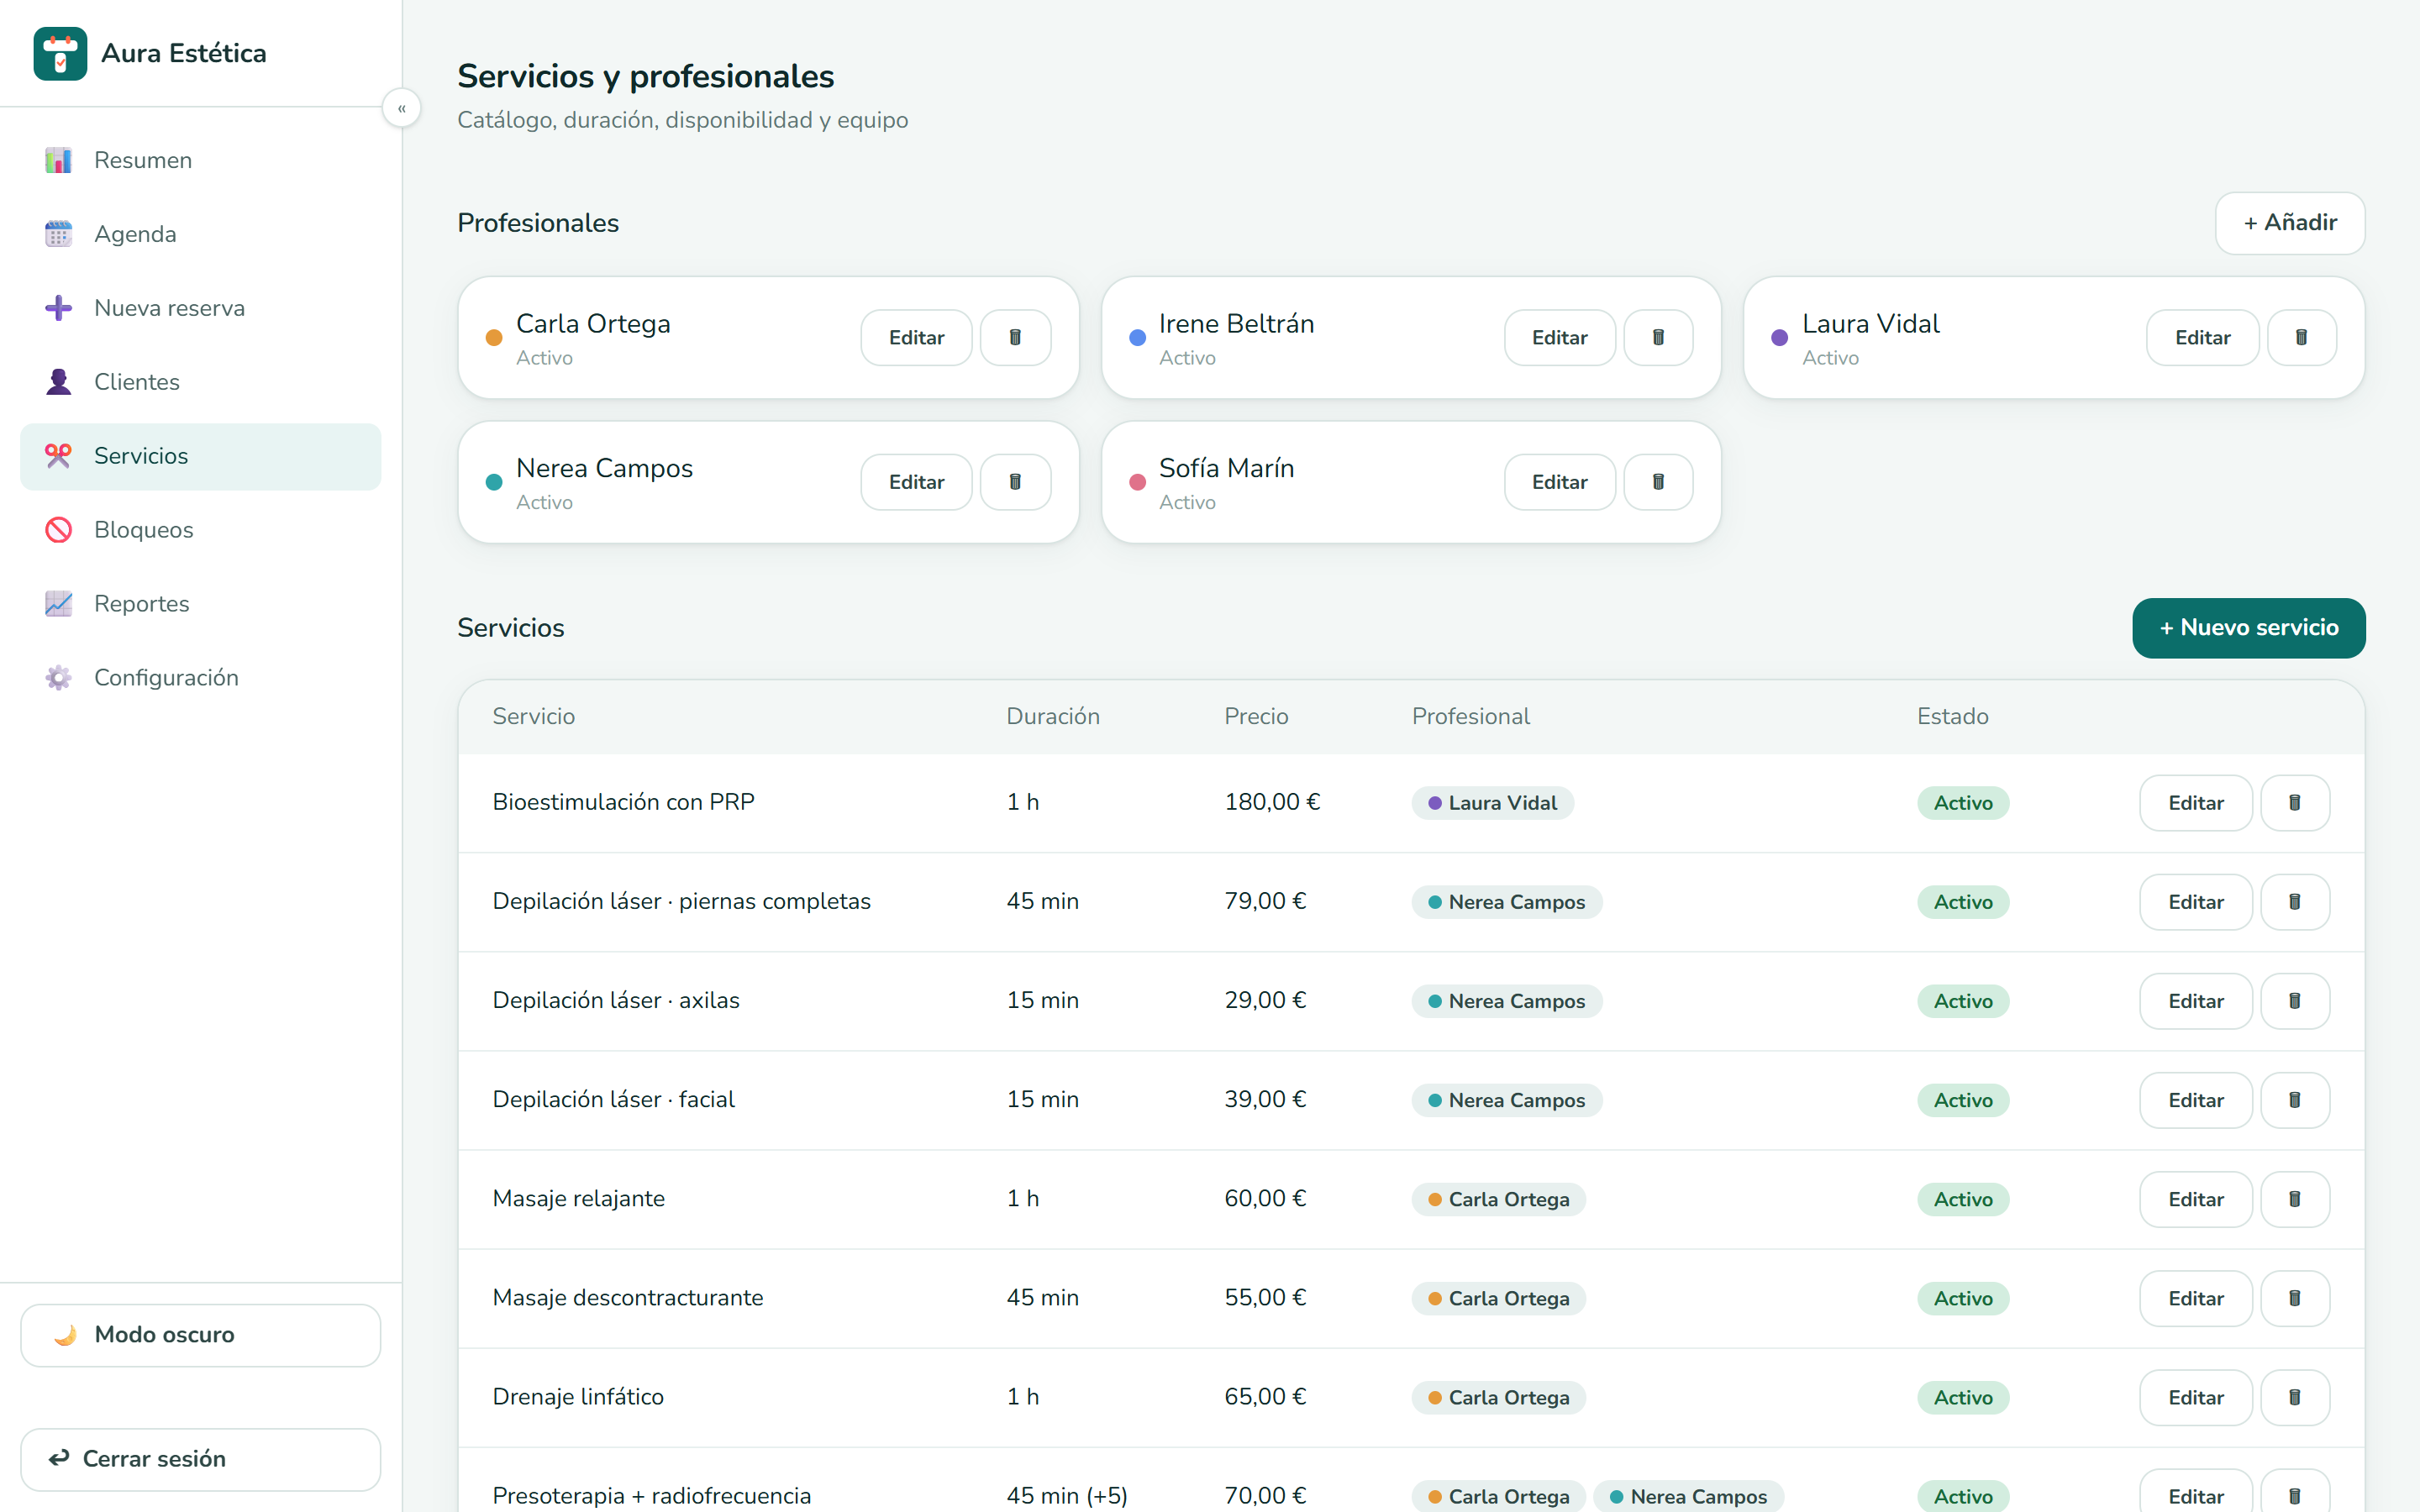 Aura Estética
«
Resumen
Agenda
Nueva reserva
Clientes
Servicios
Bloqueos
Reportes
Configuración
Modo oscuro
Cerrar sesión
Servicios y profesionales
Catálogo, duración, disponibilidad y equipo
Profesionales
+ Añadir
Carla Ortega
Activo
Editar
Irene Beltrán
Activo
Editar
Laura Vidal
Activo
Editar
Nerea Campos
Activo
Editar
Sofía Marín
Activo
Editar
Servicios
+ Nuevo servicio
Servicio Duración Precio Profesional Estado
Bioestimulación con PRP 1 h 180,00 € Laura Vidal Activo Editar
Depilación láser · piernas completas 45 min 79,00 € Nerea Campos Activo Editar
Depilación láser · axilas 15 min 29,00 € Nerea Campos Activo Editar
Depilación láser · facial 15 min 39,00 € Nerea Campos Activo Editar
Masaje relajante 1 h 60,00 € Carla Ortega Activo Editar
Masaje descontracturante 45 min 55,00 € Carla Ortega Activo Editar
Drenaje linfático 1 h 65,00 € Carla Ortega Activo Editar
Presoterapia + radiofrecuencia 45 min (+5) 70,00 € Carla Ortega Nerea Campos Activo Editar